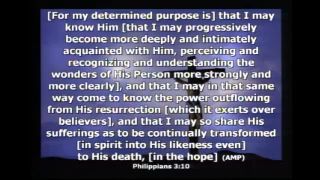 [For my determined purpose is] that I may
know Him [that I may progressively
become more deeply and intimately
acquainted with Him, perceiving and
recognizing and understanding the
wonders of His Person more strongly and
more clearly], and that I may in that same
way come to know the power outflowing
from His resurrection [which it exerts over
believers], and that I may so share His
sufferings as to be continually transformed
[in spirit into His likeness even]
to His death, [in the hope] (AMP)
Philippians 3:10